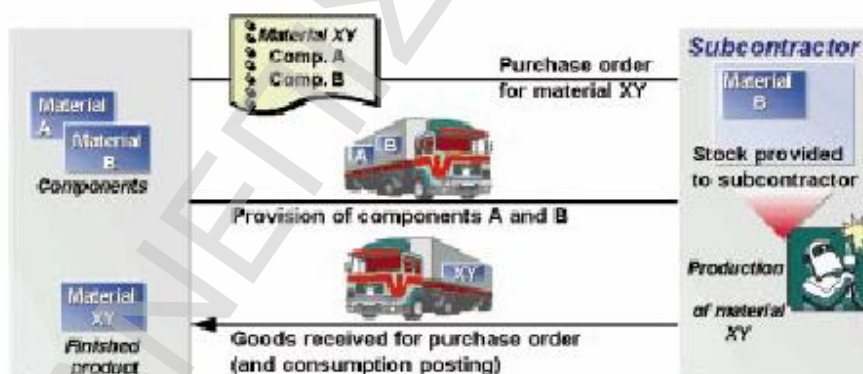 Material XY
Comp. A
Comp. B
Purchase order
for material XY
Subcontractor
Material
B
Stock provided
to subcontractor
Material
A
Material
B
Components
A
B
Provision of components A and B
XY
Production
of material
XY
Material
XY
Finished
product
Goods received for purchase order
(and consumption posting)